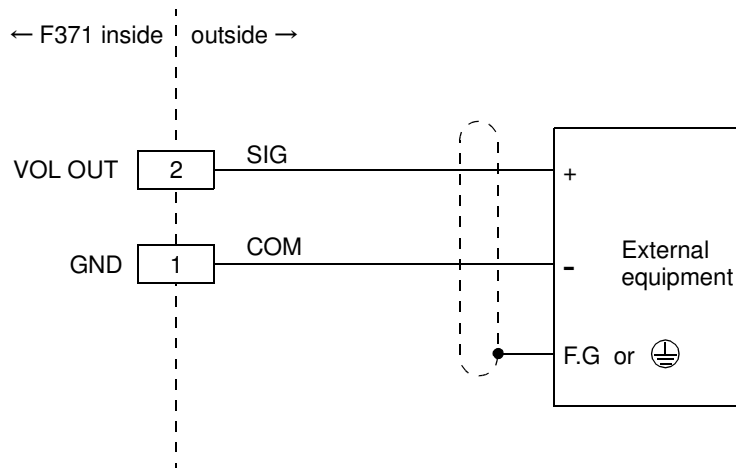 ← F371 inside outside →
VOL OUT 2 SIG
+
GND 1 COM
-
External
equipment
F.G or